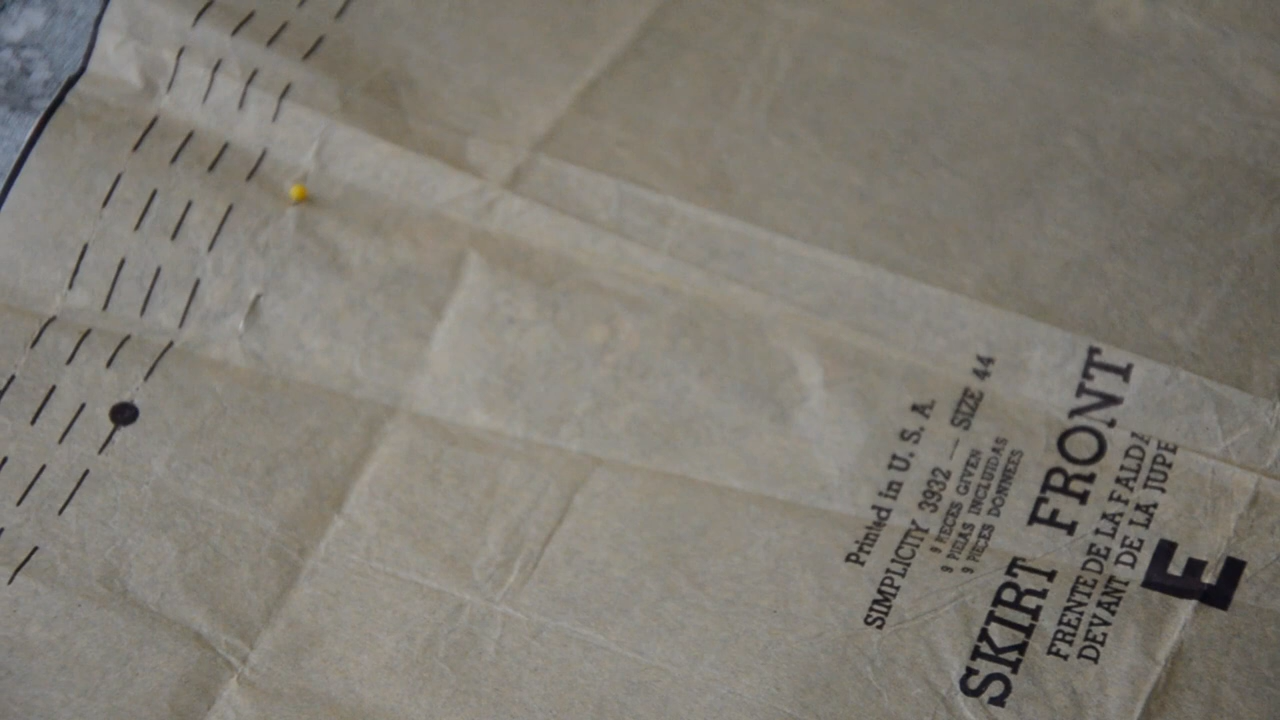 Printed in U. S. A.
SIMPLICITY 3932 — SIZE 44
9 PIECES GIVEN
9 PIEZAS INCLUIDAS
9 PIECES DONNEES
SKIRT FRONT
FRENTE DE LA FALDA
DEVANT DE LA JUPE
E